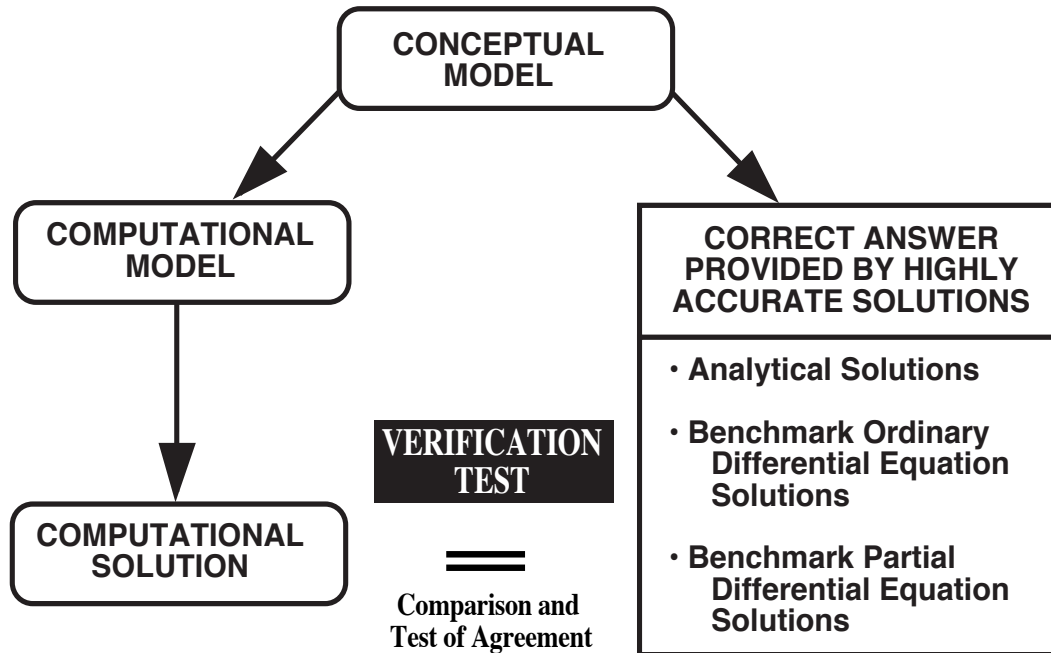 CONCEPTUAL
MODEL
COMPUTATIONAL
MODEL
COMPUTATIONAL
SOLUTION
VERIFICATION
TEST
=
Comparison and
Test of Agreement
CORRECT ANSWER
PROVIDED BY HIGHLY
ACCURATE SOLUTIONS
• Analytical Solutions
• Benchmark Ordinary
Differential Equation
Solutions
• Benchmark Partial
Differential Equation
Solutions